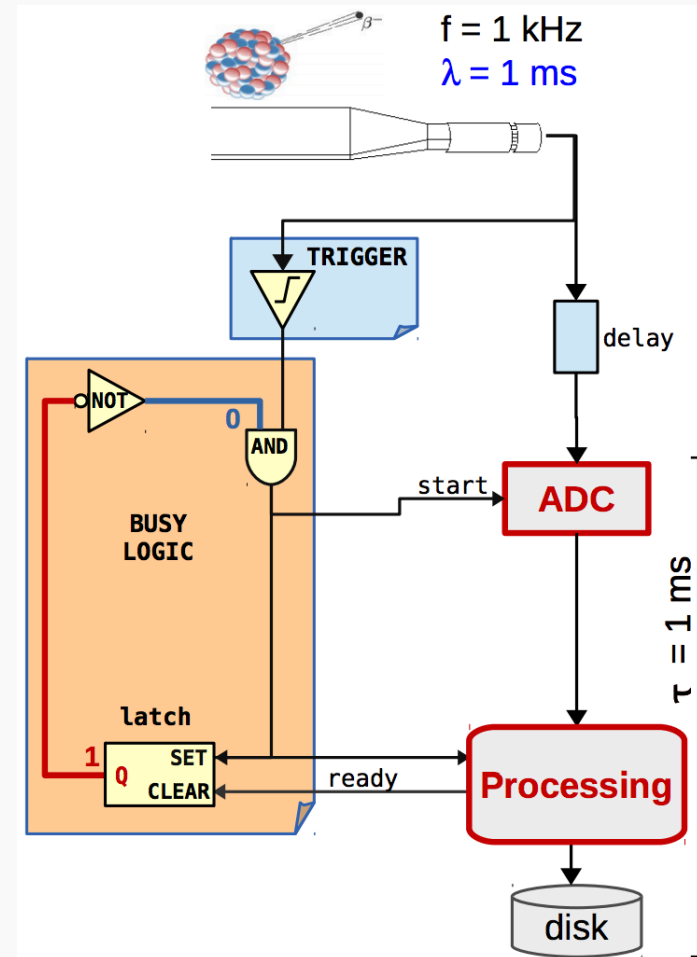 β−
f = 1 kHz
λ = 1 ms
TRIGGER
delay
NOT
0
AND
start
ADC
BUSY
LOGIC
τ = 1 ms
latch
1
Q
SET
CLEAR
ready
Processing
disk